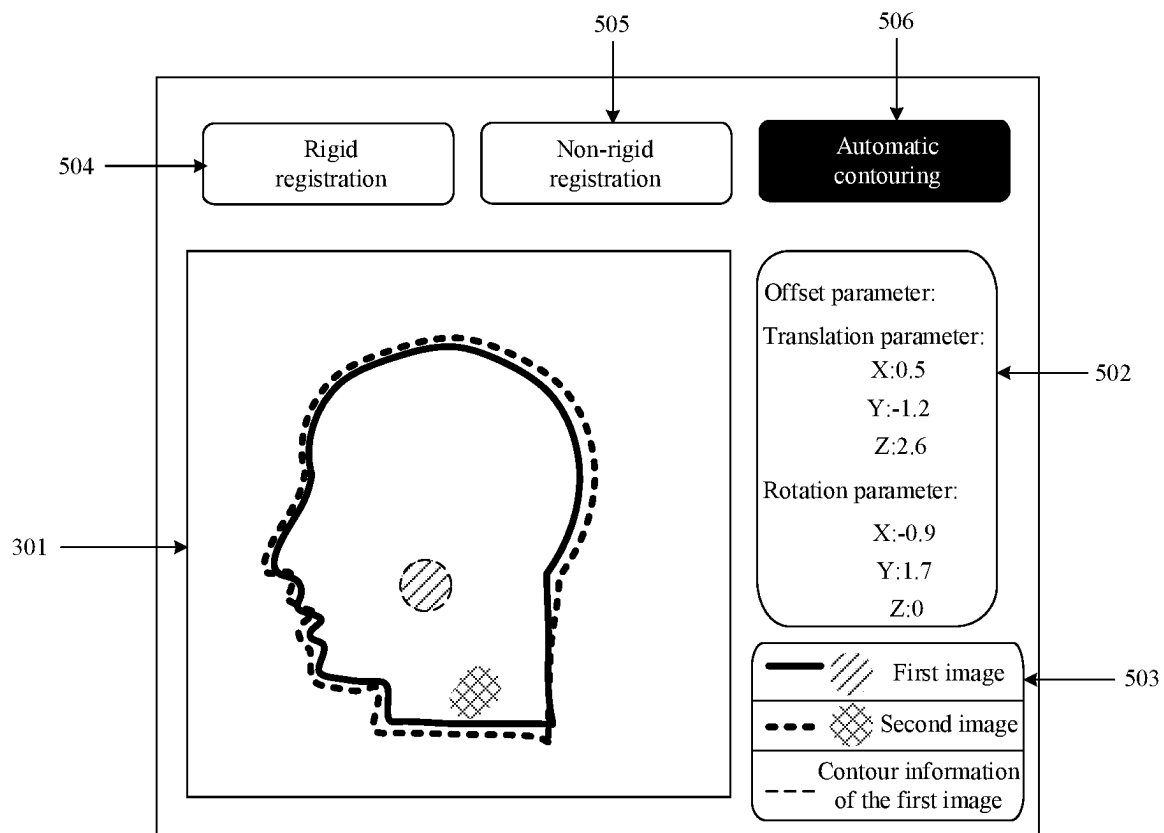 505
506
504
Rigid
registration
Non-rigid
registration
Automatic
contouring
301
Offset parameter:
Translation parameter:
X:0.5
Y:-1.2
Z:2.6
Rotation parameter:
X:-0.9
Y:1.7
Z:0
502
First image
Second image
Contour information
of the first image
503